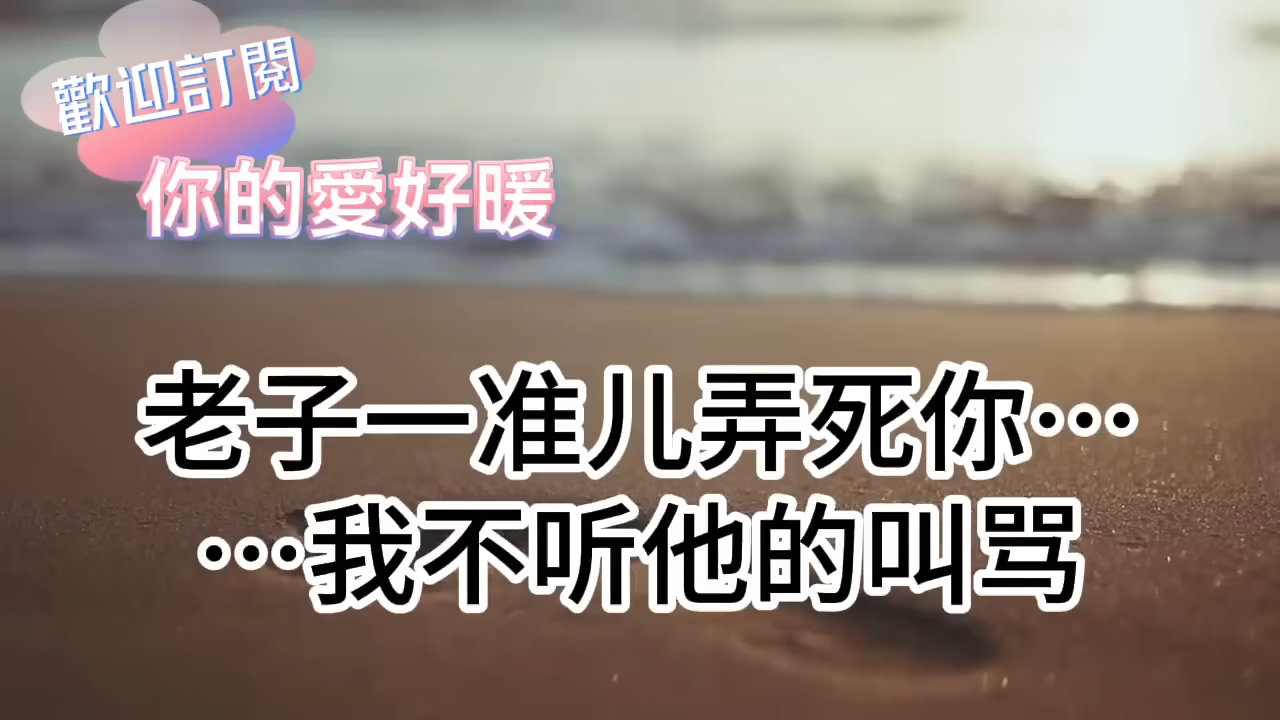 歡迎訂閱
你的愛好暖
老子一准儿弄死你…
…我不听他的叫骂